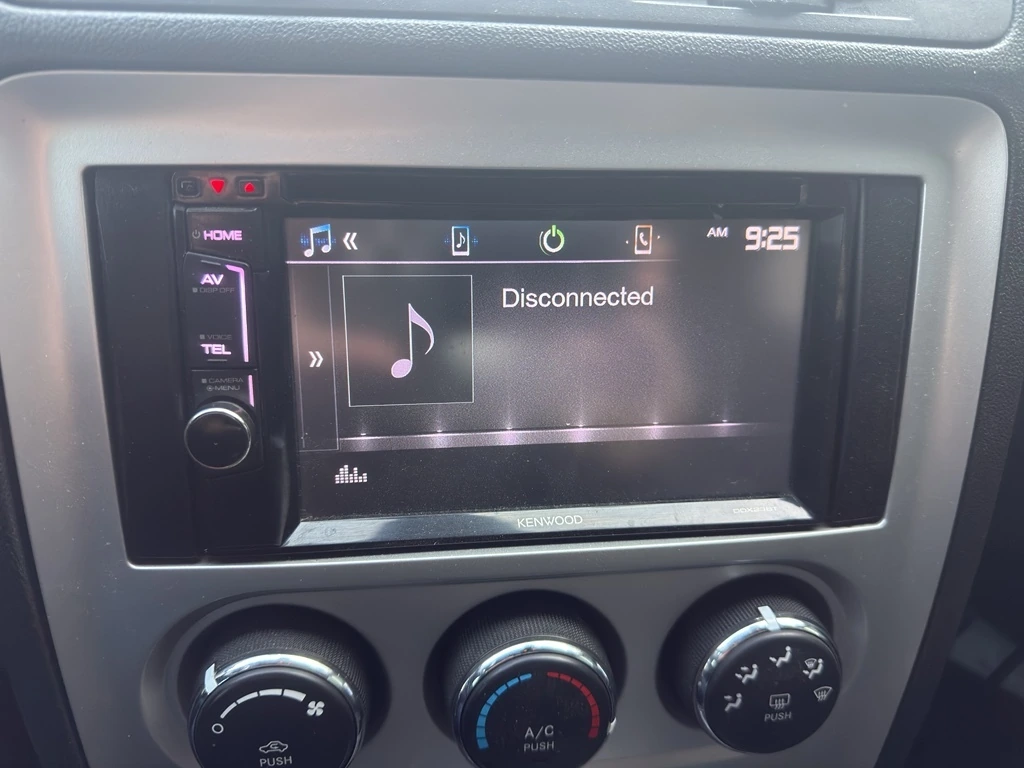 HOME
AM 9:25
AV
DISP OFF
Disconnected
VOICE
TEL
CAMERA
MENU
KENWOOD
A/C
PUSH
PUSH
PUSH